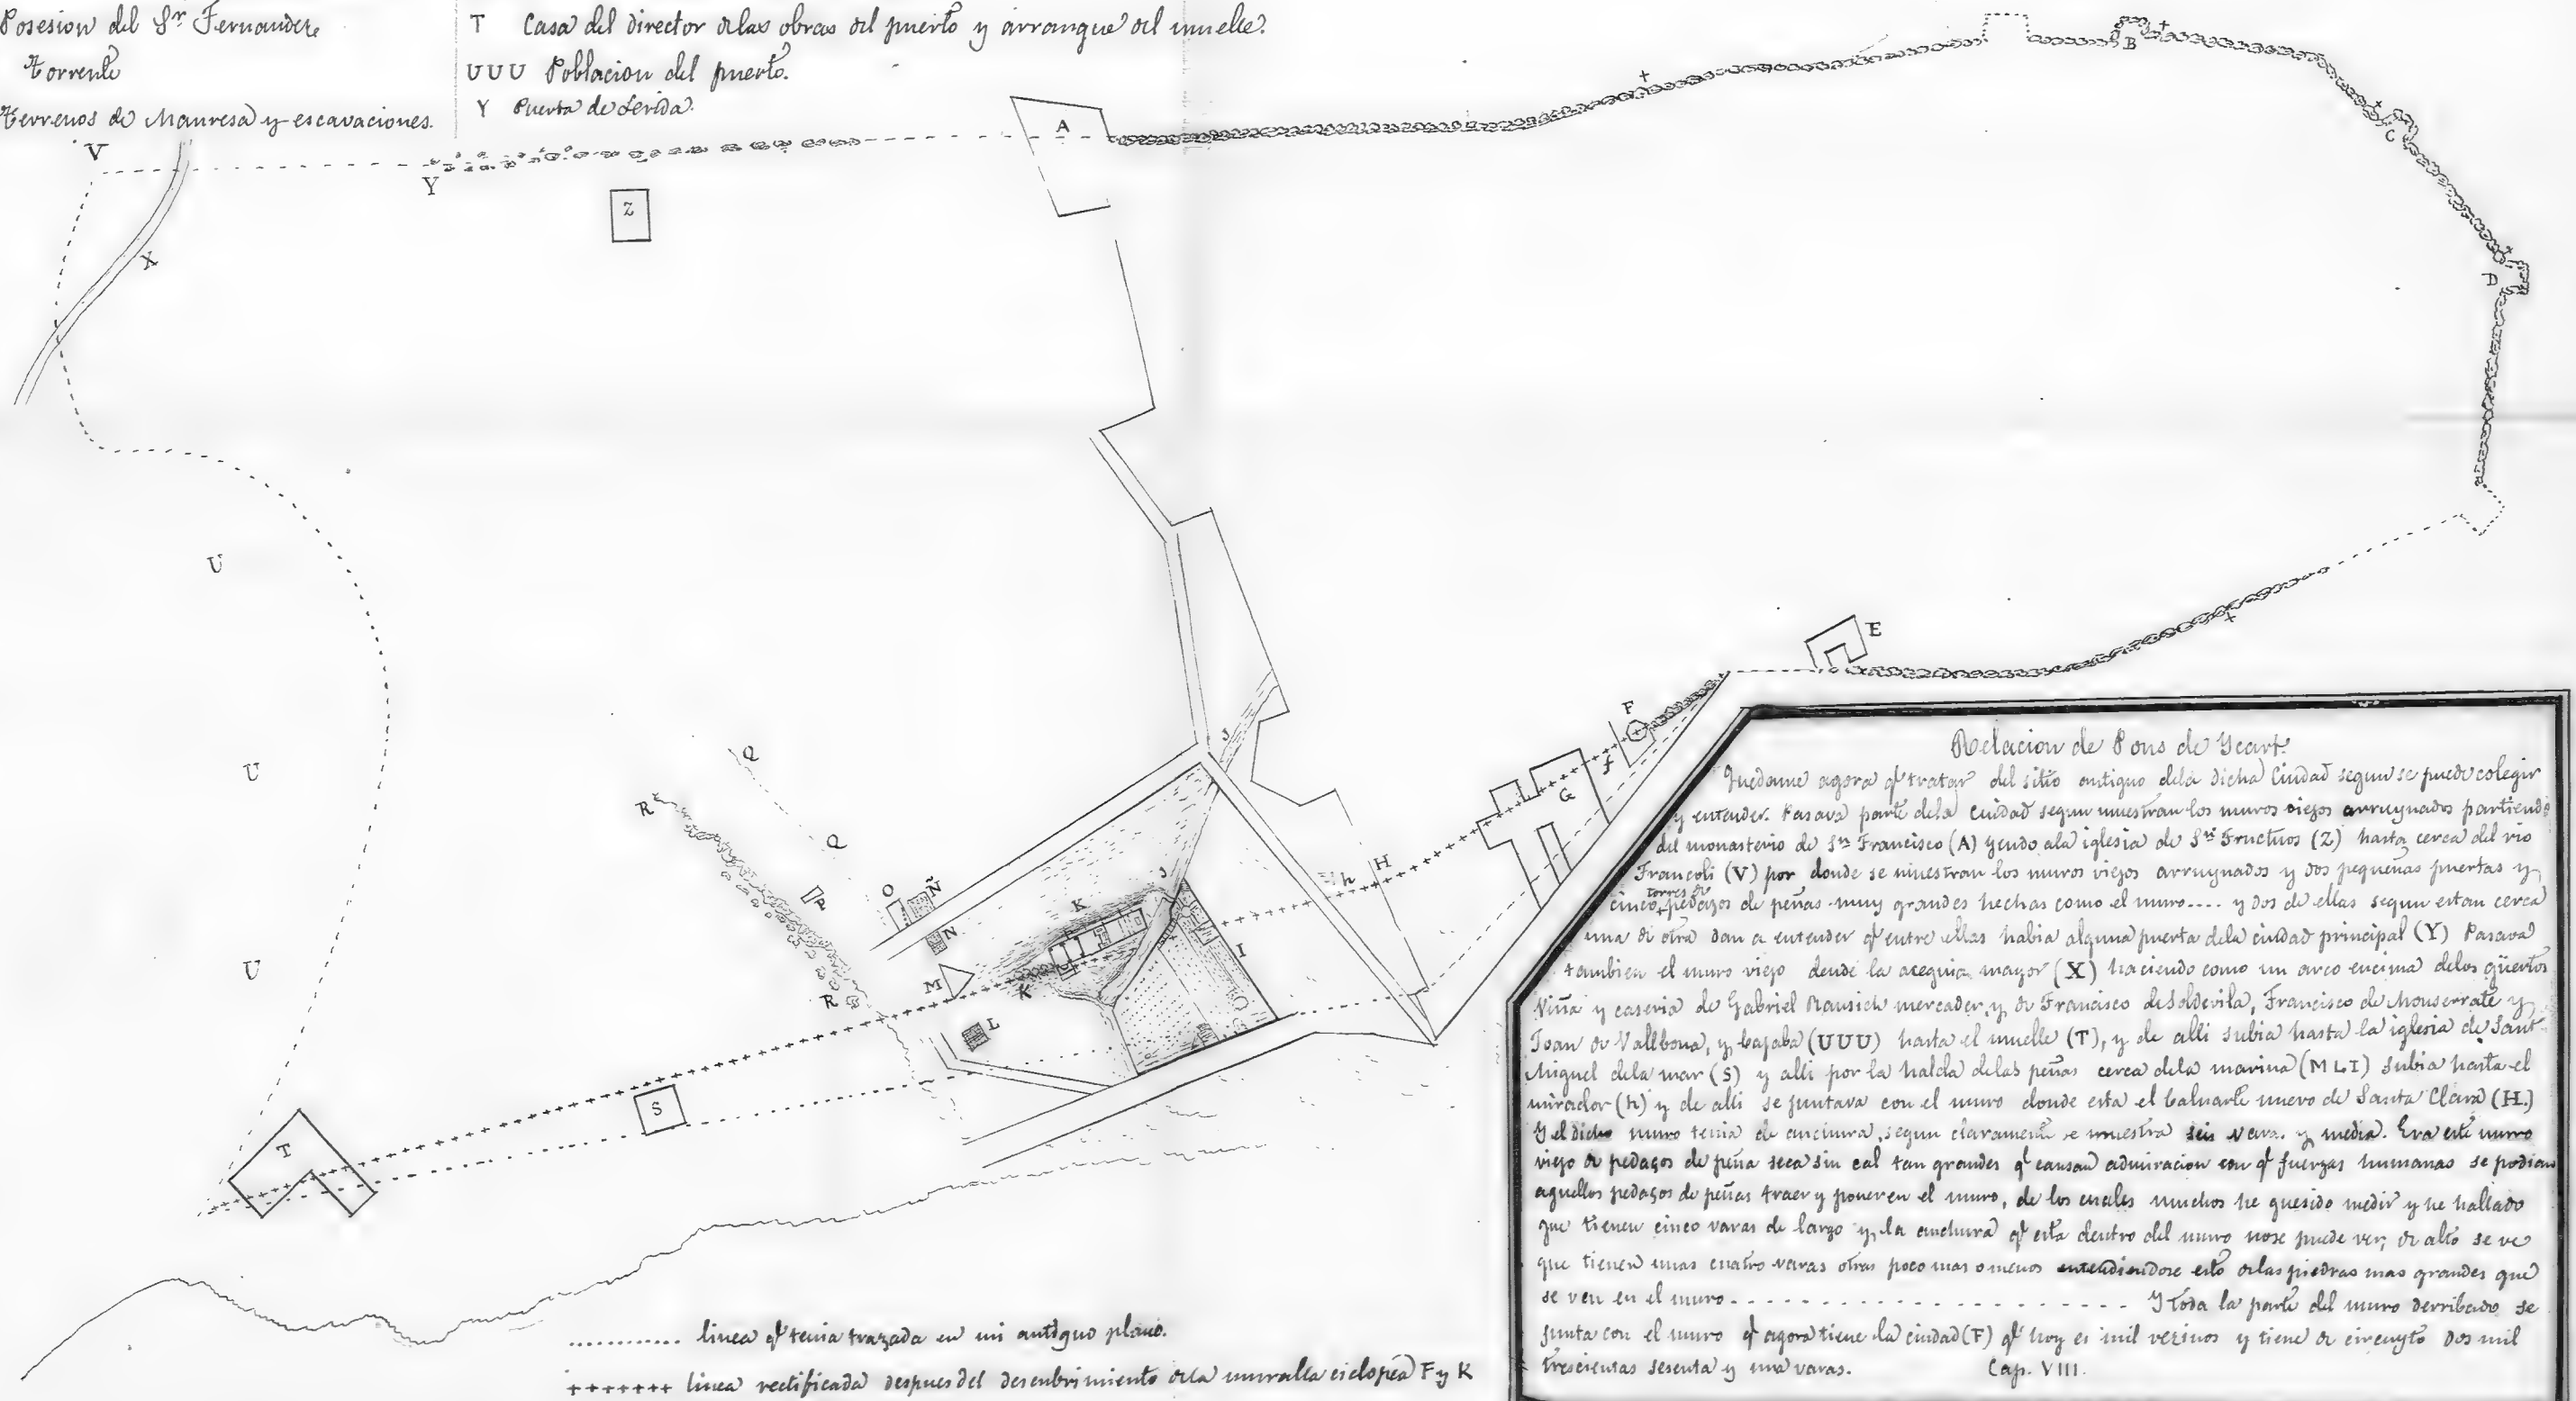 Posesion del Sr Fernandez
Torrente
Terrenos de Manresa y escavaciones.
T Casa del director delas obras del puerto y arranque del muelle.
UUU Poblacion del puerto.
Y Puerta de Lerida.
V
Y
X
Z
A
B
C
D
E
F
f
G
H
h
I
J
J
K
K
L
M
N
Ñ
O
P
Q
Q
R
R
S
T
U
U
U
U
Relacion de Pons de Ycart.
Quedame agora q̄ tratar del sitio antiguo dela dicha Ciudad segun se puede colegir
y entender. Pasava parte dela Ciudad segun muestran los muros viejos arruynados partiendo
del monasterio de Sn Francisco (A) yendo ala iglesia de Sn Fructuos (Z) hasta cerca del rio
Francoli (V) por donde se muestran los muros viejos arruynados y dos pequeñas puertas y
cinco torres de pedazos de peñas muy grandes hechas como el muro.... y dos de ellas segun estan cerca
una de otra dan a entender q̄ entre ellas habia alguna puerta dela ciudad principal (Y) Pasava
tambien el muro viejo dende la acequia mayor (X) haciendo como un arco encima delos güertos
Viña y caseria de Gabriel Rausich mercader, y de Francisco de Soldevila, Francisco de Monserrate y
Joan de Vallbona, y bajaba (UUU) hasta el muelle (T), y de alli subia hasta la iglesia de Sant
Miguel dela mar (S) y alli por la halda delas peñas cerca dela marina (MLI) subia hasta el
mirador (h) y de alli se juntava con el muro donde esta el baluarte nuevo de Santa Clara (H.)
Y el dicho muro tenia de anchura, segun claramente se muestra seis varas y media. Era este muro
viejo de pedaços de peña seca sin cal tan grandes q̄ causan admiracion con q̄ fuerzas humanas se podian
aquellos pedaços de peñas traer y poner en el muro, de los cuales muchos he quesido medir y he hallado
que tienen cinco varas de largo y la anchura q̄ esta dentro del muro nose puede ver, de alto se ve
que tienen unas cuatro varas otras poco mas o menos entendiendose esto delas piedras mas grandes que
se ven en el muro - - - - - - - - - - - - - - - - - - - - Y toda la parte del muro derribado se
junta con el muro q̄ agora tiene la ciudad (F) q̄ hoy es mil vezinos y tiene de circuyto dos mil
trescientas sesenta y una varas. Cap. VIII.
........... linea q̄ tenia trazada en mi antiguo plano.
+++++++ linea rectificada despues del descubrimiento dela muralla ciclopea F y K